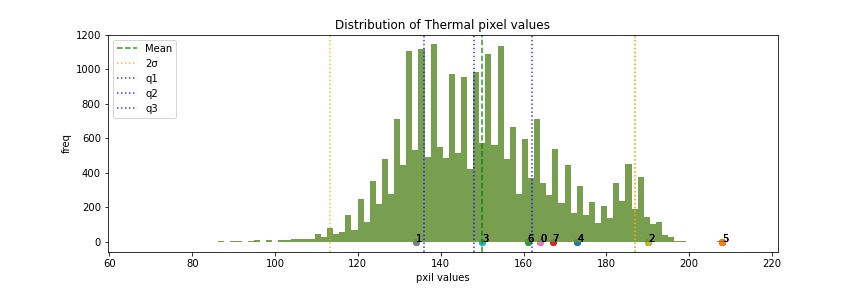 Distribution of Thermal pixel values
1200
1000
800
600
400
200
0
freq
Mean
2σ
q1
q2
q3
1 3 6 0 7 4 2 5
60 80 100 120 140 160 180 200 220
pxil values